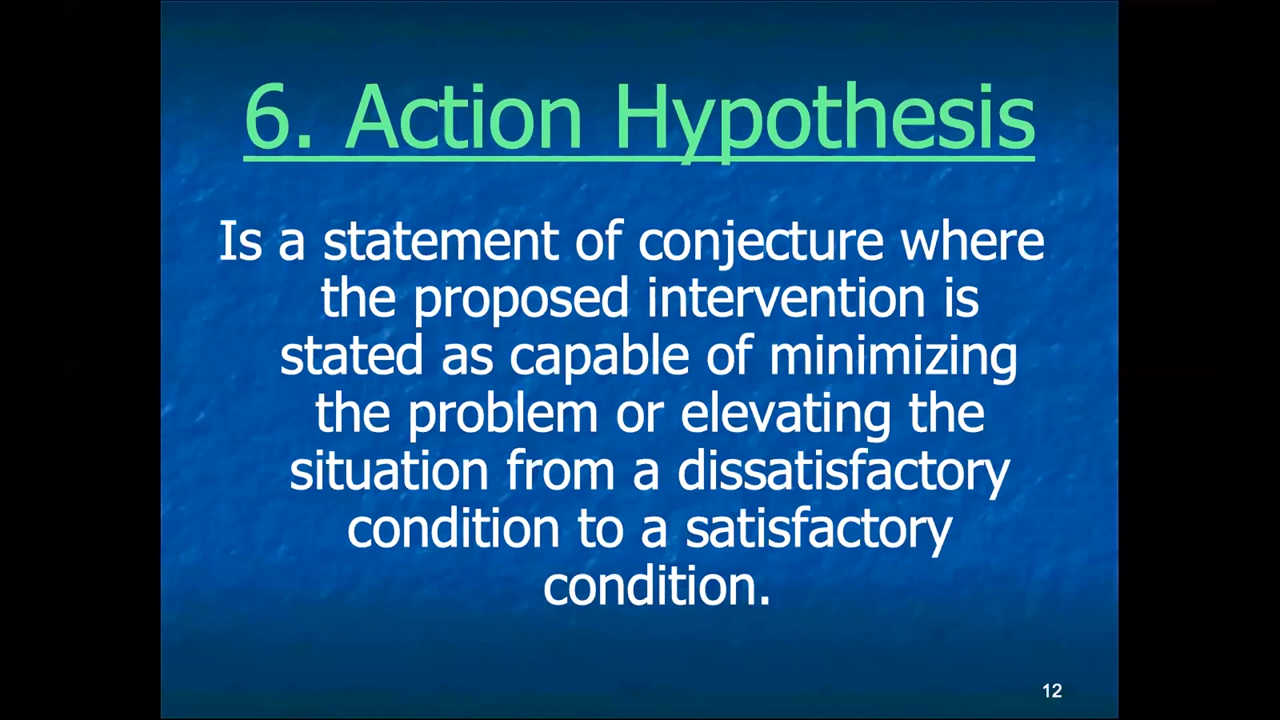 6. Action Hypothesis
Is a statement of conjecture where
the proposed intervention is
stated as capable of minimizing
the problem or elevating the
situation from a dissatisfactory
condition to a satisfactory
condition.
12